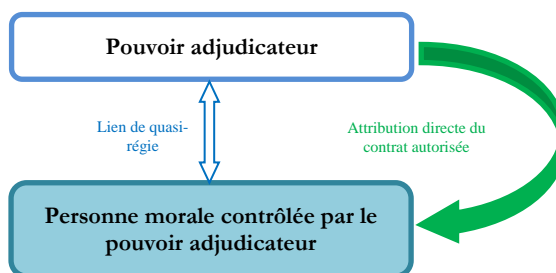 Pouvoir adjudicateur
Lien de quasi-
régie
Attribution directe du
contrat autorisée
Personne morale contrôlée par le
pouvoir adjudicateur